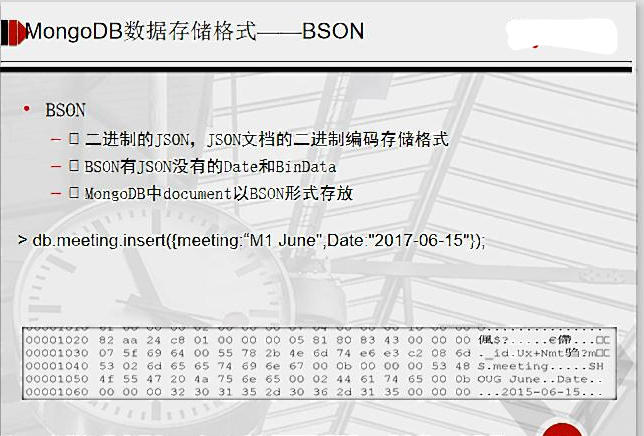 MongoDB数据存储格式——BSON
• BSON
– □ 二进制的JSON，JSON文档的二进制编码存储格式
– □ BSON有JSON没有的Date和BinData
– □ MongoDB中document以BSON形式存放
> db.meeting.insert({meeting:“M1 June",Date:"2017-06-15"});
00001020 82 aa 24 c8 01 00 00 00 05 81 80 83 43 00 00 00
00001030 07 5f 69 64 00 55 78 2b 4e 6d 74 e6 e3 c2 08 6d ._id.Ux+Nmt m□□
00001040 53 02 6d 65 65 74 69 6e 67 00 0b 00 00 00 53 48 S.meeting.....SH
00001050 4f 55 47 20 4a 75 6e 65 00 02 44 61 74 65 00 0b OUG June..Date..
00001060 00 00 00 32 30 31 35 2d 30 36 2d 31 35 00 00 00 ...2015-06-15...